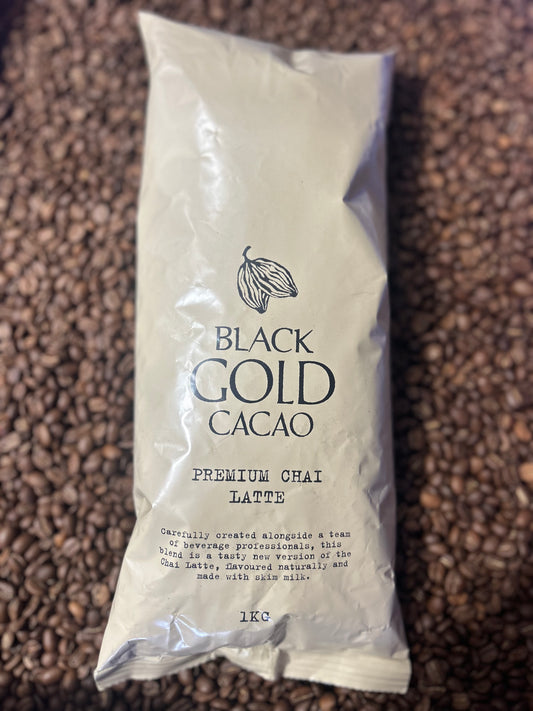 BLACK
GOLD
CACAO
PREMIUM CHAI
LATTE
Carefully created alongside a team
of beverage professionals, this
blend is a tasty new version of the
Chai Latte, flavoured naturally and
made with skim milk.
1KG